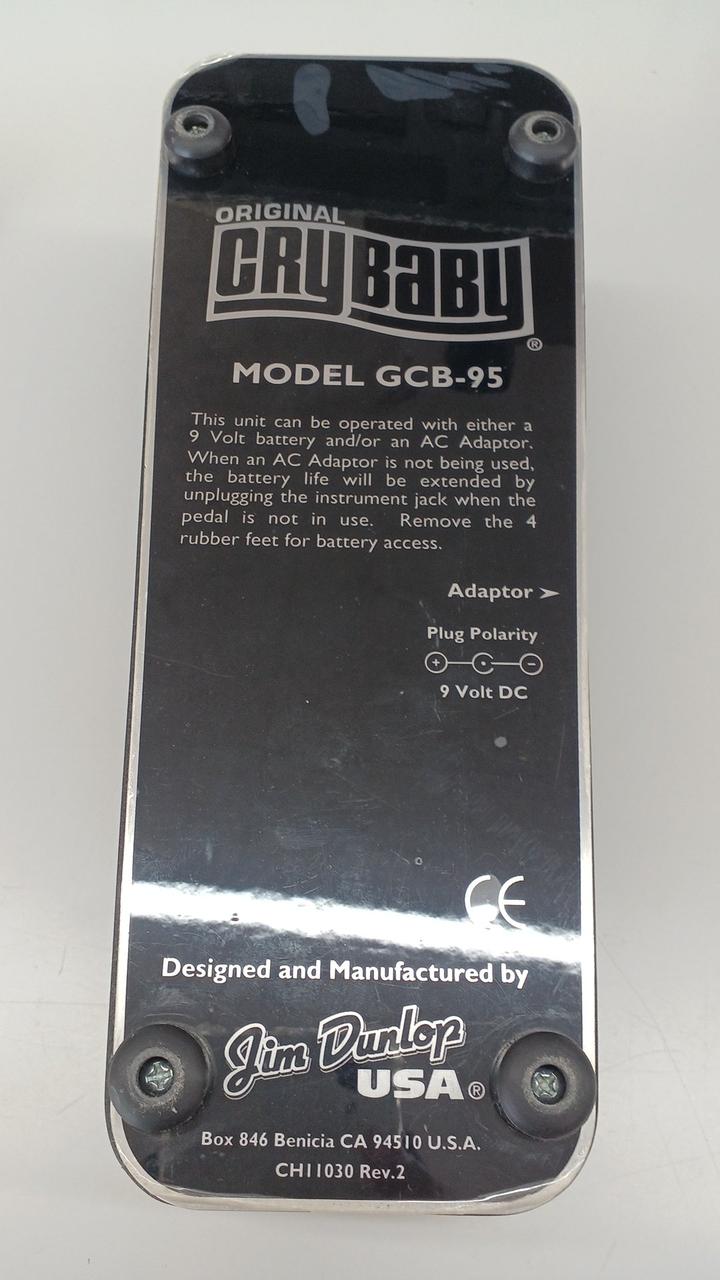 ORIGINAL
CRYBABY
®
MODEL GCB-95
This unit can be operated with either a
9 Volt battery and/or an AC Adaptor.
When an AC Adaptor is not being used,
the battery life will be extended by
unplugging the instrument jack when the
pedal is not in use. Remove the 4
rubber feet for battery access.
Adaptor ➤
Plug Polarity
+ −
9 Volt DC
CE
Designed and Manufactured by
Jim Dunlop
USA®
Box 846 Benicia CA 94510 U.S.A.
CH11030 Rev.2